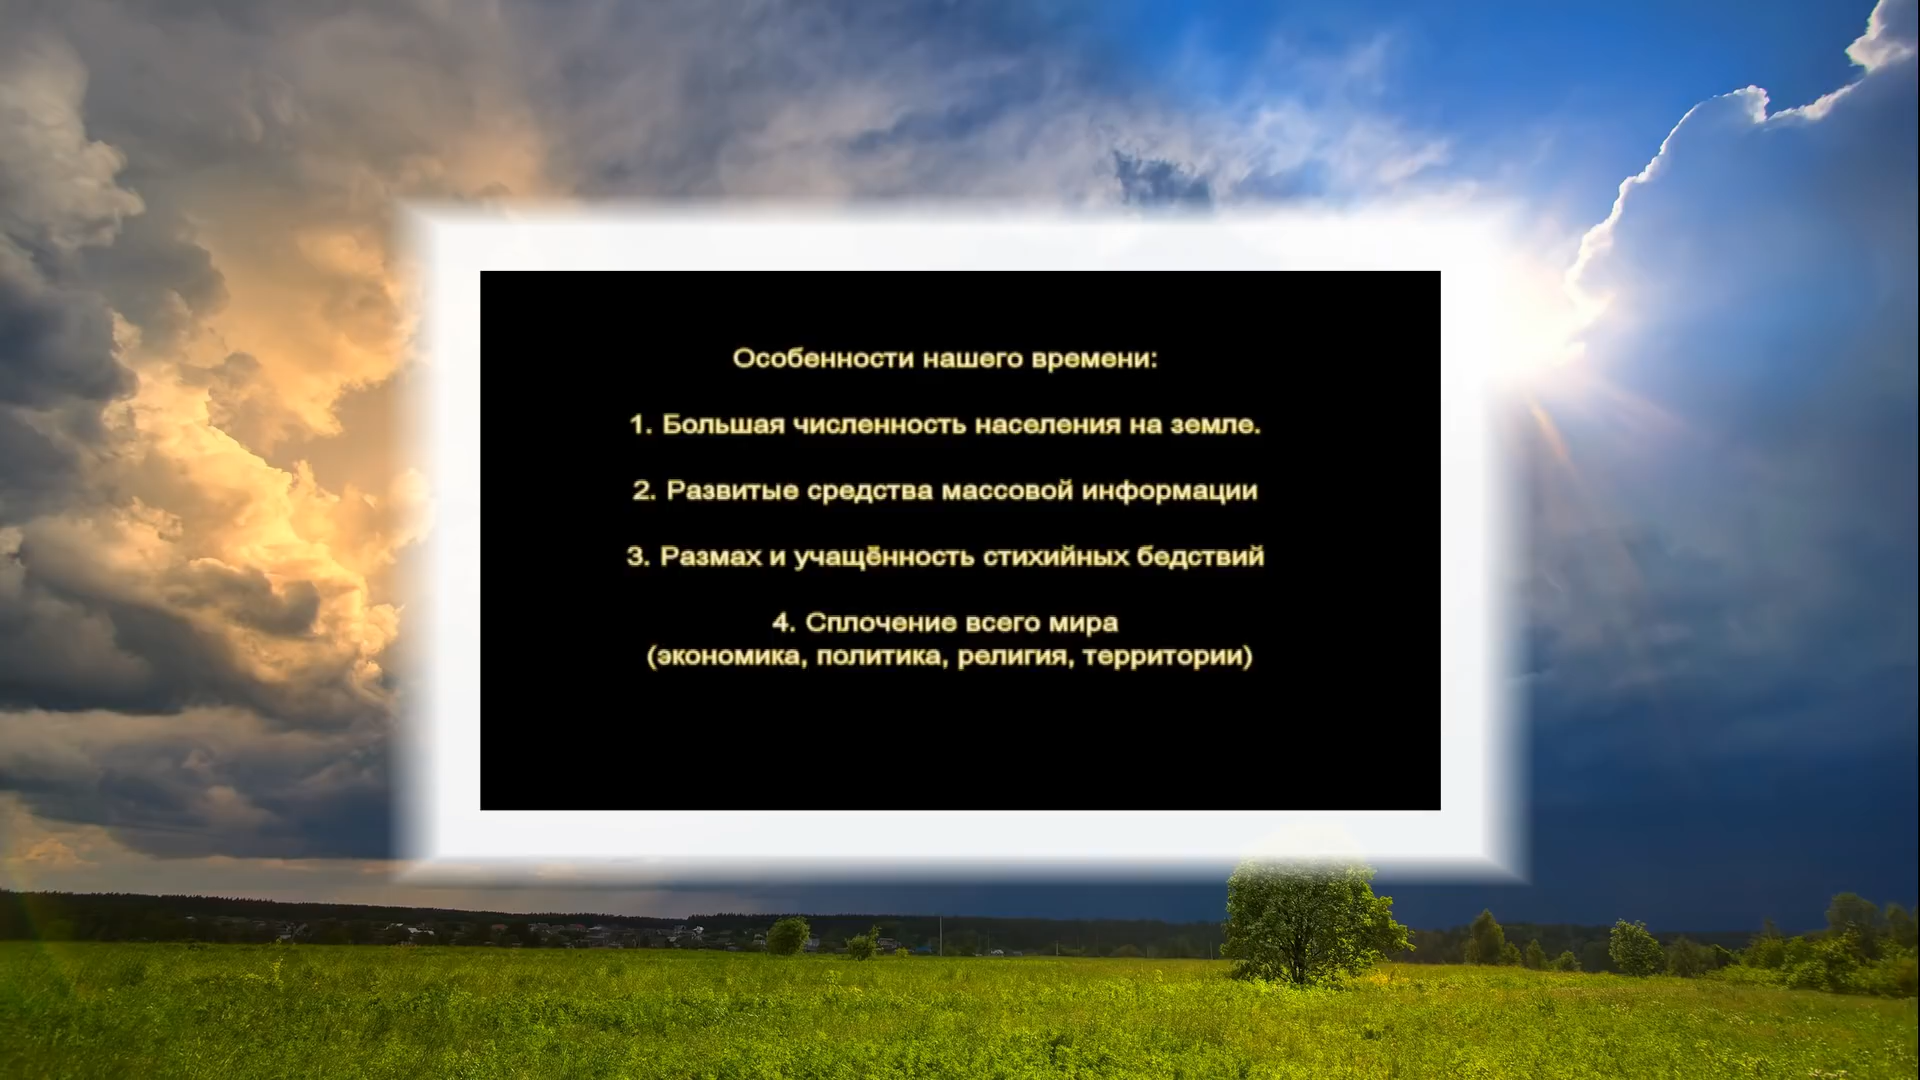 Особенности нашего времени:
1. Большая численность населения на земле.
2. Развитые средства массовой информации
3. Размах и учащённость стихийных бедствий
4. Сплочение всего мира
(экономика, политика, религия, территории)